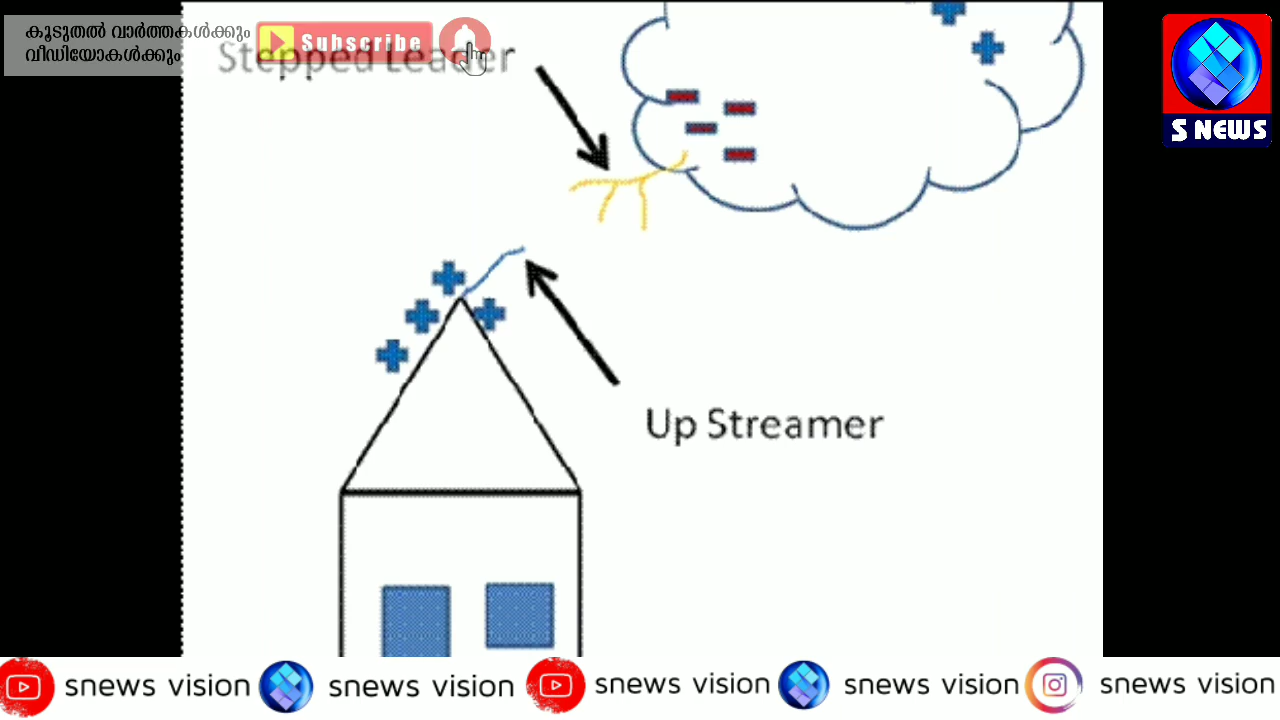 കൂടുതൽ വാർത്തകൾക്കും
വീഡിയോകൾക്കും
Subscribe
Stepped Leader
S NEWS
Up Streamer
snews vision
snews vision
snews vision
snews vision
snews vision